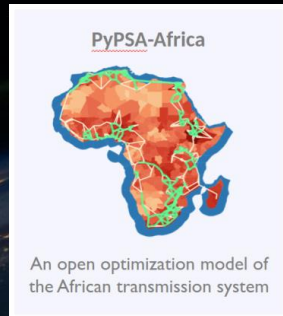 PyPSA-Africa
An open optimization model of
the African transmission system